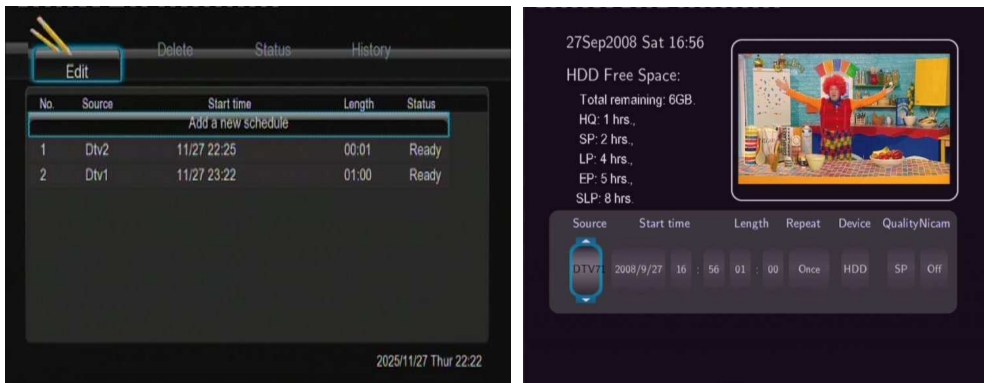 Delete Status History
Edit
No. Source Start time Length Status
Add a new schedule
1 Dtv2 11/27 22:25 00:01 Ready
2 Dtv1 11/27 23:22 01:00 Ready
2025/11/27 Thur 22:22
27Sep2008 Sat 16:56
HDD Free Space:
Total remaining: 6GB.
HQ: 1 hrs.,
SP: 2 hrs.,
LP: 4 hrs.,
EP: 5 hrs.,
SLP: 8 hrs.
Source Start time Length Repeat Device Quality Nicam
DTV71 2008/9/27 16 : 56 01 : 00 Once HDD SP Off